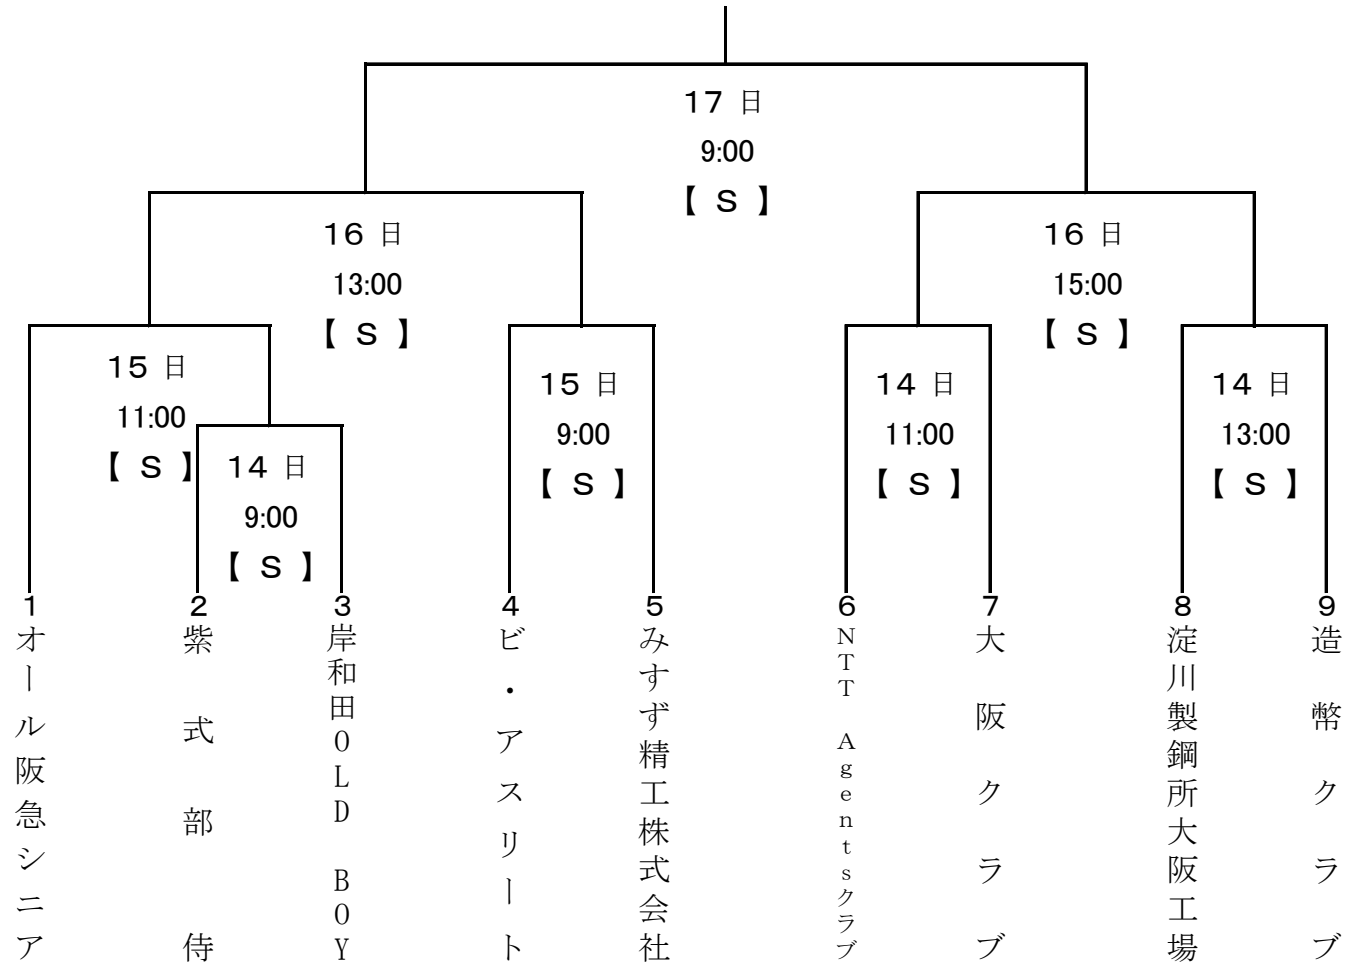 17 日
9:00
【 S 】
16 日
13:00
【 S 】
16 日
15:00
【 S 】
15 日
11:00
【 S 】
14 日
9:00
【 S 】
15 日
9:00
【 S 】
14 日
11:00
【 S 】
14 日
13:00
【 S 】
1
オール阪急シニア
2
紫式部侍
3
岸和田OLD BOY
4
ビ・アスリート
5
みすず精工株式会社
6
NTT Agentsクラブ
7
大阪クラブ
8
淀川製鋼所大阪工場
9
造幣クラブ